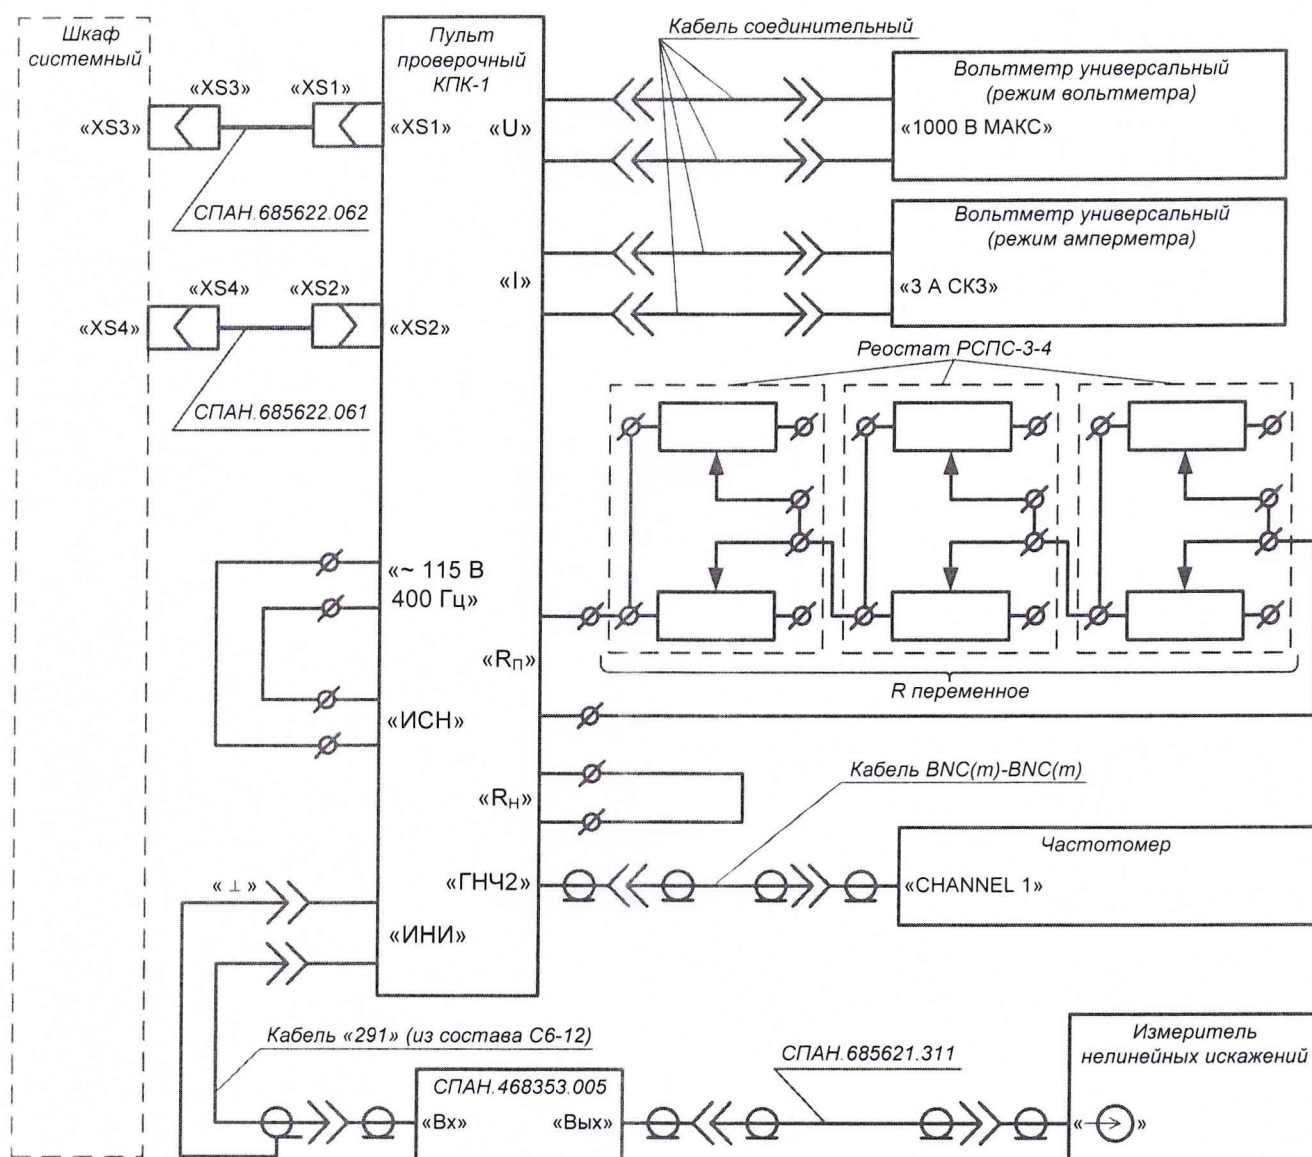 Шкаф
системный
Пульт
проверочный
КПК-1
Кабель соединительный
«XS3»
«XS1»
«XS3»
«XS1»
СПАН.685622.062
«U»
Вольтметр универсальный
(режим вольтметра)
«1000 В МАКС»
Вольтметр универсальный
(режим амперметра)
«3 А СКЗ»
«I»
«XS4»
«XS2»
«XS4»
«XS2»
СПАН.685622.061
Реостат РСПС-3-4
«~ 115 В
400 Гц»
«RП»
R переменное
«ИСН»
«RН»
Кабель BNC(m)-BNC(m)
«ГНЧ2»
Частотомер
«CHANNEL 1»
« ⊥ »
«ИНИ»
Кабель «291» (из состава С6-12)
СПАН.468353.005
«Вх»
«Вых»
СПАН.685621.311
Измеритель
нелинейных искажений
«→»